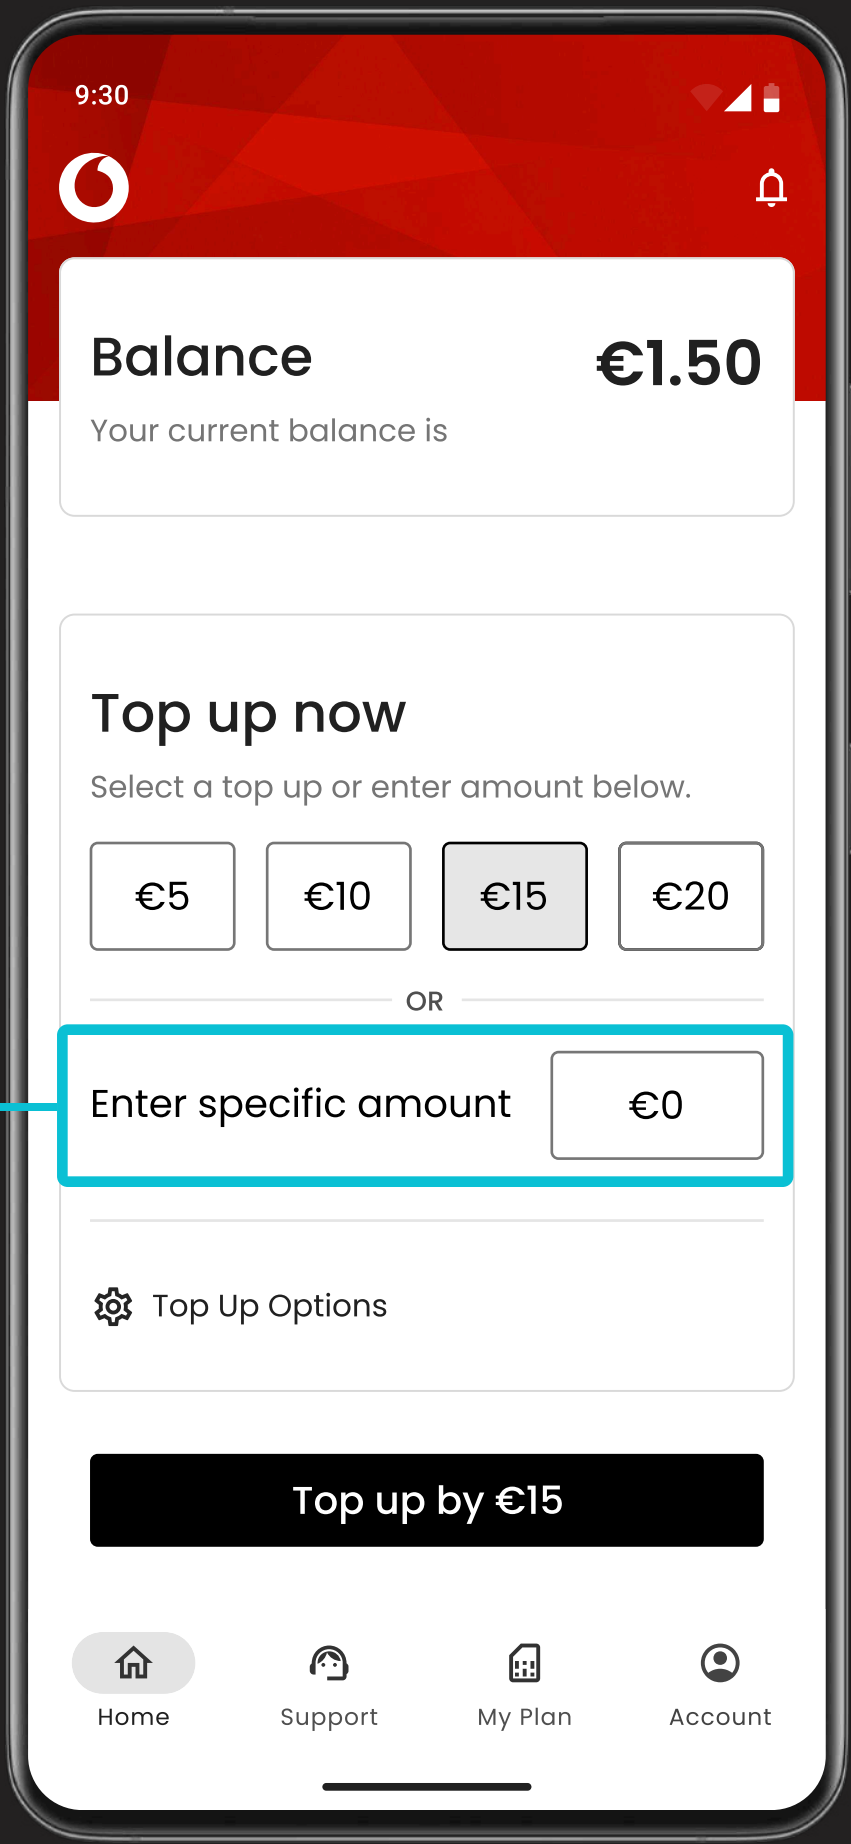 9:30
Balance
€1.50
Your current balance is
Top up now
Select a top up or enter amount below.
€5 €10 €15 €20
OR
Enter specific amount €0
Top Up Options
Top up by €15
Home Support My Plan Account